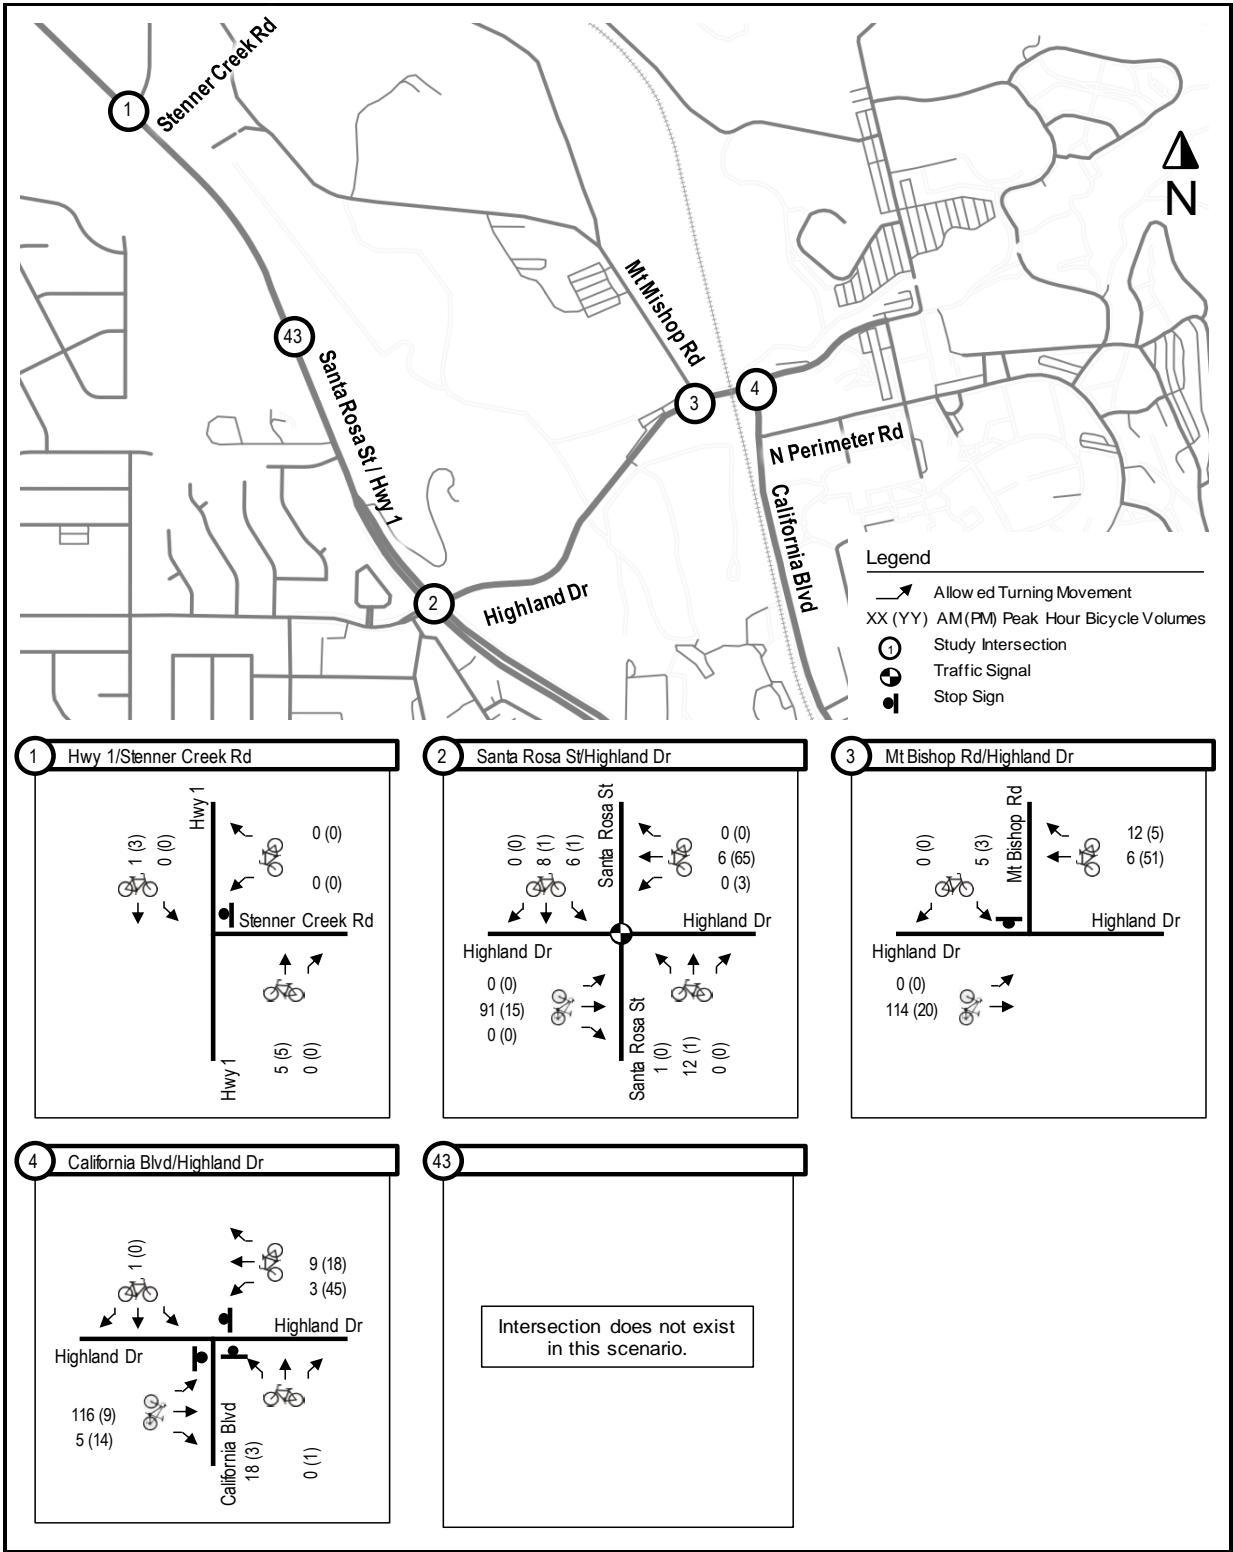 Stenner Creek Rd
1
N
43
Mt Mishop Rd
Santa Rosa St / Hwy 1
3
4
N Perimeter Rd
California Blvd
2
Highland Dr
Legend
Allowed Turning Movement
XX (YY) AM(PM) Peak Hour Bicycle Volumes
1 Study Intersection
Traffic Signal
Stop Sign
1 Hwy 1/Stenner Creek Rd
Hwy 1
1 (3)
0 (0)
0 (0)
0 (0)
Stenner Creek Rd
Hwy 1
5 (5)
0 (0)
2 Santa Rosa St/Highland Dr
0 (0)
8 (1)
6 (1)
Santa Rosa St
0 (0)
6 (65)
0 (3)
Highland Dr
Highland Dr
0 (0)
91 (15)
0 (0)
Santa Rosa St
1 (0)
12 (1)
0 (0)
3 Mt Bishop Rd/Highland Dr
0 (0)
5 (3)
Mt Bishop Rd
12 (5)
6 (51)
Highland Dr
Highland Dr
0 (0)
114 (20)
4 California Blvd/Highland Dr
1 (0)
9 (18)
3 (45)
Highland Dr
Highland Dr
116 (9)
5 (14)
California Blvd
18 (3)
0 (1)
43
Intersection does not exist
in this scenario.